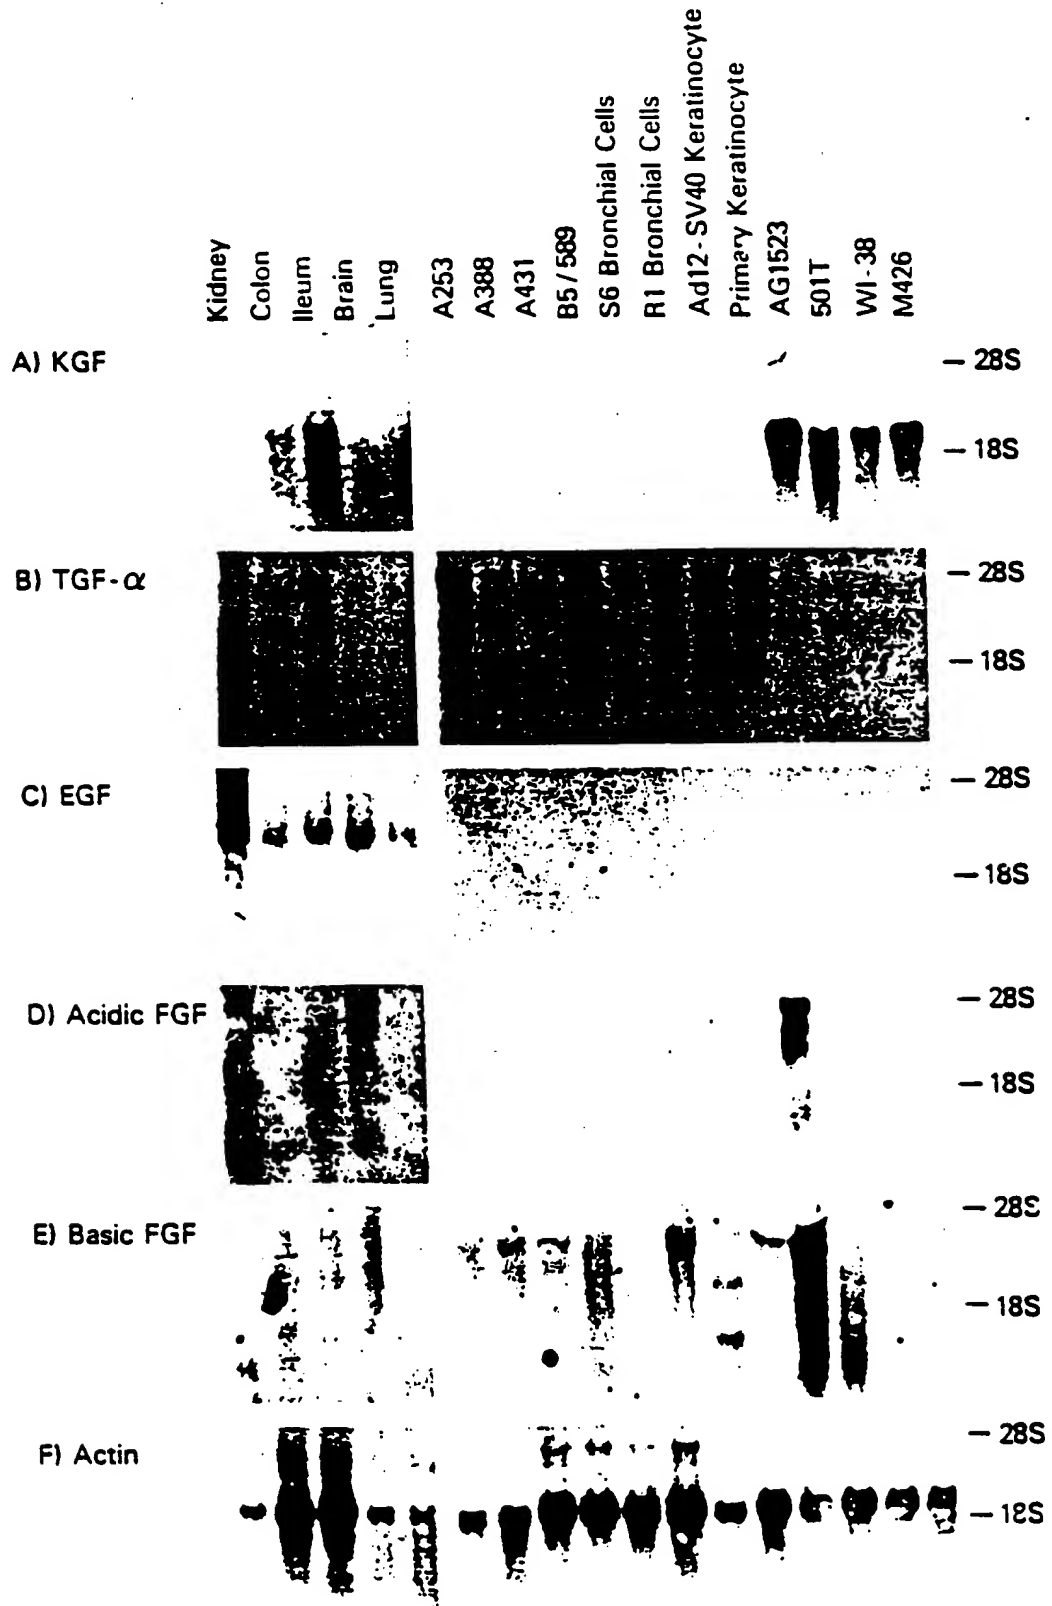 Kidney
Colon
Ileum
Brain
Lung
A253
A388
A431
B5/589
S6 Bronchial Cells
R1 Bronchial Cells
Ad12-SV40 Keratinocyte
Primary Keratinocyte
AG1523
501T
WI-38
M426
A) KGF
— 28S
— 18S
B) TGF-α
— 28S
— 18S
C) EGF
— 28S
— 18S
D) Acidic FGF
— 28S
— 18S
E) Basic FGF
— 28S
— 18S
F) Actin
— 28S
— 18S